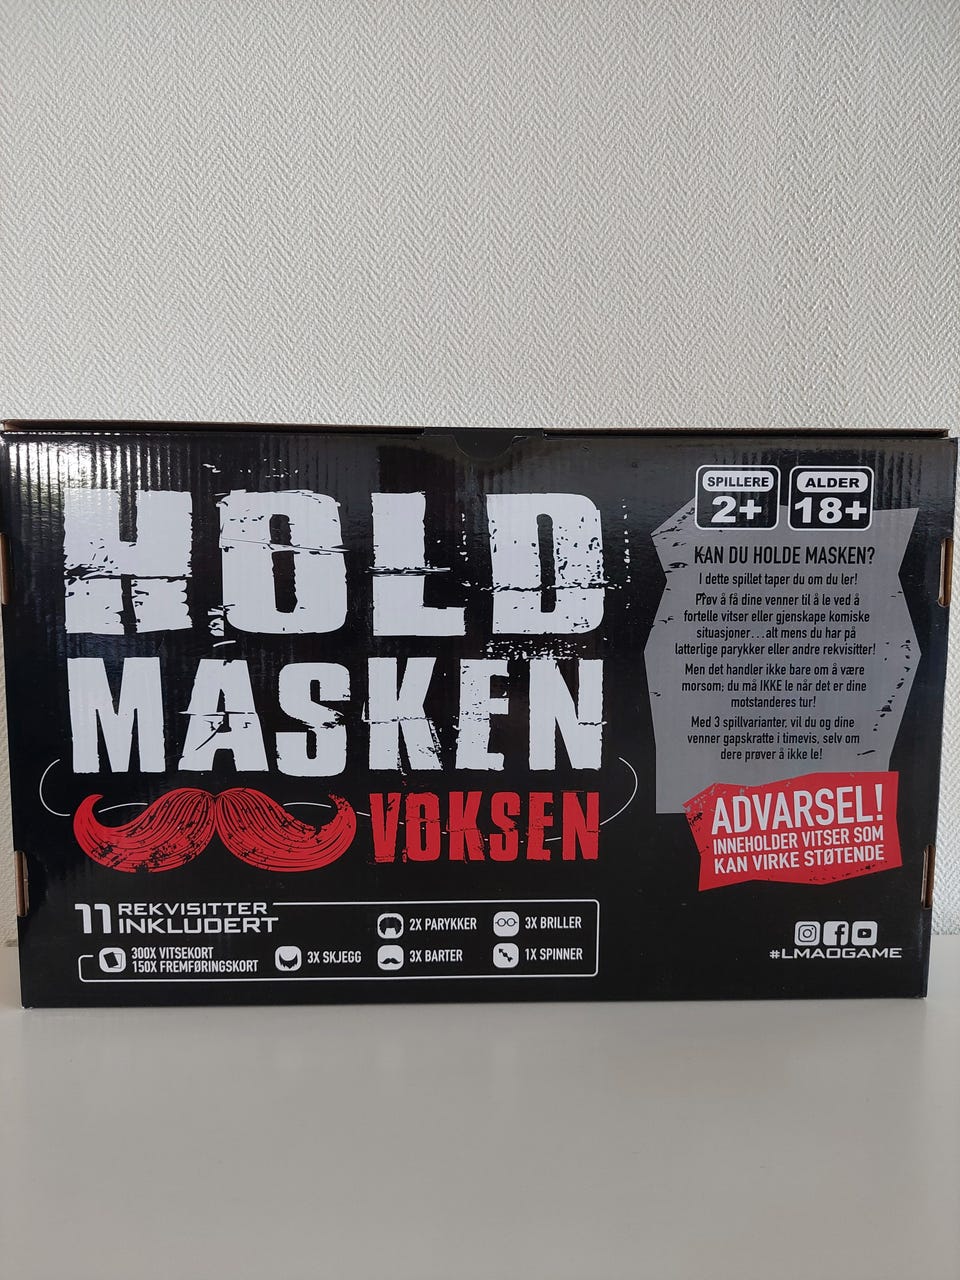 HOLD
MASKEN
VOKSEN
SPILLERE
2+
ALDER
18+
KAN DU HOLDE MASKEN?
I dette spillet taper du om du ler!
Prøv å få dine venner til å le ved å
fortelle vitser eller gjenskape komiske
situasjoner...alt mens du har på
latterlige parykker eller andre rekvisitter!
Men det handler ikke bare om å være
morsom; du må IKKE le når det er dine
motstanderes tur!
Med 3 spillvarianter, vil du og dine
venner gapskratte i timevis, selv om
dere prøver å ikke le!
ADVARSEL!
INNEHOLDER VITSER SOM
KAN VIRKE STØTENDE
11 REKVISITTER
INKLUDERT
300X VITSEKORT
150X FREMFØRINGSKORT
3X SKJEGG
2X PARYKKER
3X BARTER
3X BRILLER
1X SPINNER
#LMAOGAME